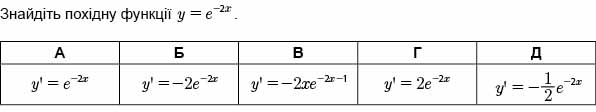 Знайдіть похідну функції y = e⁻²ˣ.
А Б В Г Д
y' = e⁻²ˣ y' = −2e⁻²ˣ y' = −2xe⁻²ˣ⁻¹ y' = 2e⁻²ˣ y' = −1/2 e⁻²ˣ